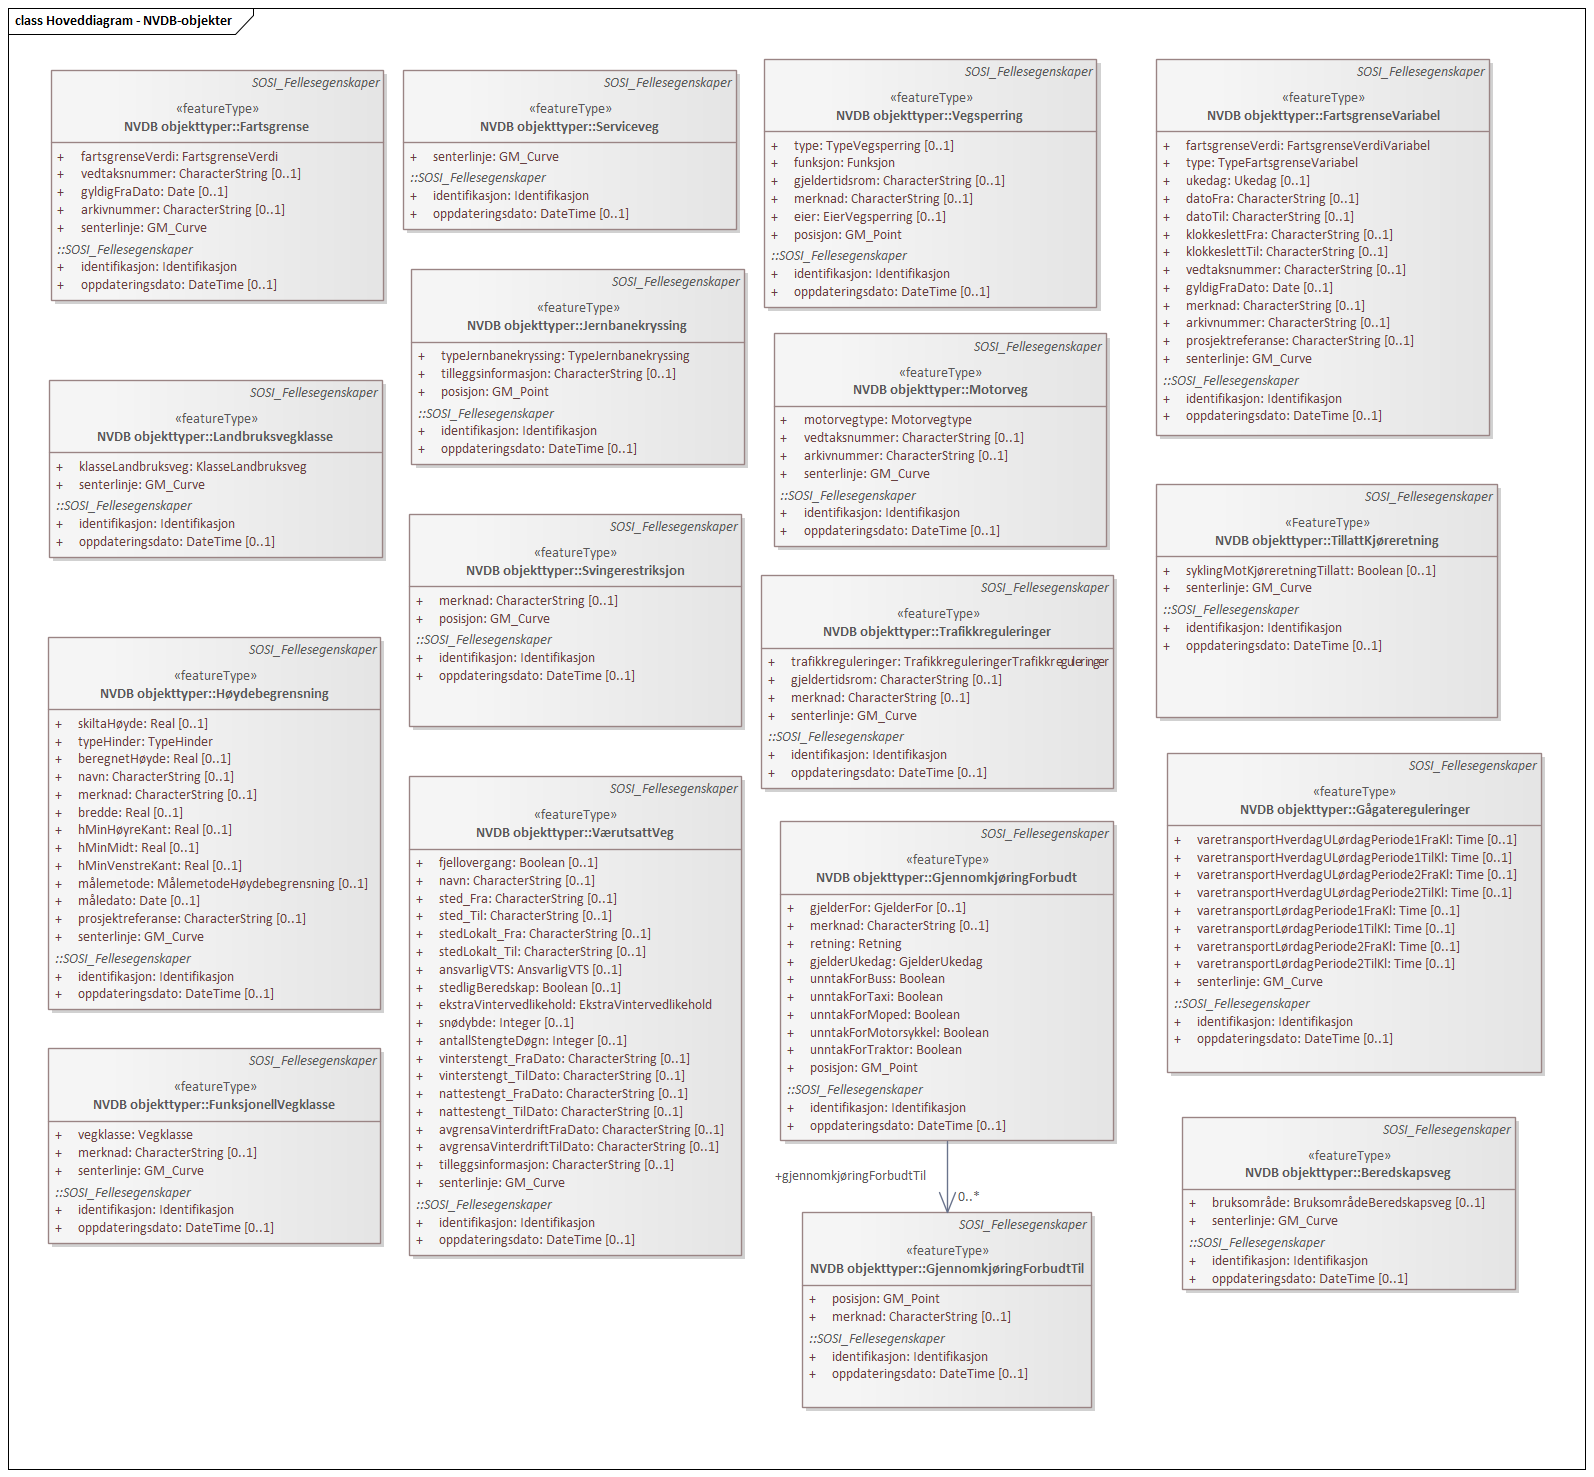 class Hoveddiagram - NVDB-objekter
SOSI_Fellesegenskaper
«featureType»
NVDB objekttyper::Fartsgrense
+ fartsgrenseVerdi: FartsgrenseVerdi
+ vedtaksnummer: CharacterString [0..1]
+ gyldigFraDato: Date [0..1]
+ arkivnummer: CharacterString [0..1]
+ senterlinje: GM_Curve
::SOSI_Fellesegenskaper
+ identifikasjon: Identifikasjon
+ oppdateringsdato: DateTime [0..1]
SOSI_Fellesegenskaper
«featureType»
NVDB objekttyper::Landbruksvegklasse
+ klasseLandbruksveg: KlasseLandbruksveg
+ senterlinje: GM_Curve
::SOSI_Fellesegenskaper
+ identifikasjon: Identifikasjon
+ oppdateringsdato: DateTime [0..1]
SOSI_Fellesegenskaper
«featureType»
NVDB objekttyper::Høydebegrensning
+ skiltaHøyde: Real [0..1]
+ typeHinder: TypeHinder
+ beregnetHøyde: Real [0..1]
+ navn: CharacterString [0..1]
+ merknad: CharacterString [0..1]
+ bredde: Real [0..1]
+ hMinHøyreKant: Real [0..1]
+ hMinMidt: Real [0..1]
+ hMinVenstreKant: Real [0..1]
+ målemetode: MålemetodeHøydebegrensning [0..1]
+ måledato: Date [0..1]
+ prosjektreferanse: CharacterString [0..1]
+ senterlinje: GM_Curve
::SOSI_Fellesegenskaper
+ identifikasjon: Identifikasjon
+ oppdateringsdato: DateTime [0..1]
SOSI_Fellesegenskaper
«featureType»
NVDB objekttyper::FunksjonellVegklasse
+ vegklasse: Vegklasse
+ merknad: CharacterString [0..1]
+ senterlinje: GM_Curve
::SOSI_Fellesegenskaper
+ identifikasjon: Identifikasjon
+ oppdateringsdato: DateTime [0..1]
SOSI_Fellesegenskaper
«featureType»
NVDB objekttyper::Serviceveg
+ senterlinje: GM_Curve
::SOSI_Fellesegenskaper
+ identifikasjon: Identifikasjon
+ oppdateringsdato: DateTime [0..1]
SOSI_Fellesegenskaper
«featureType»
NVDB objekttyper::Jernbanekryssing
+ typeJernbanekryssing: TypeJernbanekryssing
+ tilleggsinformasjon: CharacterString [0..1]
+ posisjon: GM_Point
::SOSI_Fellesegenskaper
+ identifikasjon: Identifikasjon
+ oppdateringsdato: DateTime [0..1]
SOSI_Fellesegenskaper
«featureType»
NVDB objekttyper::Svingerestriksjon
+ merknad: CharacterString [0..1]
+ posisjon: GM_Curve
::SOSI_Fellesegenskaper
+ identifikasjon: Identifikasjon
+ oppdateringsdato: DateTime [0..1]
SOSI_Fellesegenskaper
«featureType»
NVDB objekttyper::VærutsattVeg
+ fjellovergang: Boolean [0..1]
+ navn: CharacterString [0..1]
+ sted_Fra: CharacterString [0..1]
+ sted_Til: CharacterString [0..1]
+ stedLokalt_Fra: CharacterString [0..1]
+ stedLokalt_Til: CharacterString [0..1]
+ ansvarligVTS: AnsvarligVTS [0..1]
+ stedligBeredskap: Boolean [0..1]
+ ekstraVintervedlikehold: EkstraVintervedlikehold
+ snødybde: Integer [0..1]
+ antallStengteDøgn: Integer [0..1]
+ vinterstengt_FraDato: CharacterString [0..1]
+ vinterstengt_TilDato: CharacterString [0..1]
+ nattestengt_FraDato: CharacterString [0..1]
+ nattestengt_TilDato: CharacterString [0..1]
+ avgrensaVinterdriftFraDato: CharacterString [0..1]
+ avgrensaVinterdriftTilDato: CharacterString [0..1]
+ tilleggsinformasjon: CharacterString [0..1]
+ senterlinje: GM_Curve
::SOSI_Fellesegenskaper
+ identifikasjon: Identifikasjon
+ oppdateringsdato: DateTime [0..1]
SOSI_Fellesegenskaper
«featureType»
NVDB objekttyper::Vegsperring
+ type: TypeVegsperring [0..1]
+ funksjon: Funksjon
+ gjeldertidsrom: CharacterString [0..1]
+ merknad: CharacterString [0..1]
+ eier: EierVegsperring [0..1]
+ posisjon: GM_Point
::SOSI_Fellesegenskaper
+ identifikasjon: Identifikasjon
+ oppdateringsdato: DateTime [0..1]
SOSI_Fellesegenskaper
«featureType»
NVDB objekttyper::Motorveg
+ motorvegtype: Motorvegtype
+ vedtaksnummer: CharacterString [0..1]
+ arkivnummer: CharacterString [0..1]
+ senterlinje: GM_Curve
::SOSI_Fellesegenskaper
+ identifikasjon: Identifikasjon
+ oppdateringsdato: DateTime [0..1]
SOSI_Fellesegenskaper
«featureType»
NVDB objekttyper::Trafikkreguleringer
+ trafikkreguleringer: TrafikkreguleringerTrafikkreguleringer
+ gjeldertidsrom: CharacterString [0..1]
+ merknad: CharacterString [0..1]
+ senterlinje: GM_Curve
::SOSI_Fellesegenskaper
+ identifikasjon: Identifikasjon
+ oppdateringsdato: DateTime [0..1]
SOSI_Fellesegenskaper
«featureType»
NVDB objekttyper::GjennomkjøringForbudt
+ gjelderFor: GjelderFor [0..1]
+ merknad: CharacterString [0..1]
+ retning: Retning
+ gjelderUkedag: GjelderUkedag
+ unntakForBuss: Boolean
+ unntakForTaxi: Boolean
+ unntakForMoped: Boolean
+ unntakForMotorsykkel: Boolean
+ unntakForTraktor: Boolean
+ posisjon: GM_Point
::SOSI_Fellesegenskaper
+ identifikasjon: Identifikasjon
+ oppdateringsdato: DateTime [0..1]
+gjennomkjøringForbudtTil
0..*
SOSI_Fellesegenskaper
«featureType»
NVDB objekttyper::GjennomkjøringForbudtTil
+ posisjon: GM_Point
+ merknad: CharacterString [0..1]
::SOSI_Fellesegenskaper
+ identifikasjon: Identifikasjon
+ oppdateringsdato: DateTime [0..1]
SOSI_Fellesegenskaper
«featureType»
NVDB objekttyper::FartsgrenseVariabel
+ fartsgrenseVerdi: FartsgrenseVerdiVariabel
+ type: TypeFartsgrenseVariabel
+ ukedag: Ukedag [0..1]
+ datoFra: CharacterString [0..1]
+ datoTil: CharacterString [0..1]
+ klokkeslettFra: CharacterString [0..1]
+ klokkeslettTil: CharacterString [0..1]
+ vedtaksnummer: CharacterString [0..1]
+ gyldigFraDato: Date [0..1]
+ merknad: CharacterString [0..1]
+ arkivnummer: CharacterString [0..1]
+ prosjektreferanse: CharacterString [0..1]
+ senterlinje: GM_Curve
::SOSI_Fellesegenskaper
+ identifikasjon: Identifikasjon
+ oppdateringsdato: DateTime [0..1]
SOSI_Fellesegenskaper
«FeatureType»
NVDB objekttyper::TillattKjøreretning
+ syklingMotKjøreretningTillatt: Boolean [0..1]
+ senterlinje: GM_Curve
::SOSI_Fellesegenskaper
+ identifikasjon: Identifikasjon
+ oppdateringsdato: DateTime [0..1]
SOSI_Fellesegenskaper
«featureType»
NVDB objekttyper::Gågatereguleringer
+ varetransportHverdagULørdagPeriode1FraKl: Time [0..1]
+ varetransportHverdagULørdagPeriode1TilKl: Time [0..1]
+ varetransportHverdagULørdagPeriode2FraKl: Time [0..1]
+ varetransportHverdagULørdagPeriode2TilKl: Time [0..1]
+ varetransportLørdagPeriode1FraKl: Time [0..1]
+ varetransportLørdagPeriode1TilKl: Time [0..1]
+ varetransportLørdagPeriode2FraKl: Time [0..1]
+ varetransportLørdagPeriode2TilKl: Time [0..1]
+ senterlinje: GM_Curve
::SOSI_Fellesegenskaper
+ identifikasjon: Identifikasjon
+ oppdateringsdato: DateTime [0..1]
SOSI_Fellesegenskaper
«featureType»
NVDB objekttyper::Beredskapsveg
+ bruksområde: BruksområdeBeredskapsveg [0..1]
+ senterlinje: GM_Curve
::SOSI_Fellesegenskaper
+ identifikasjon: Identifikasjon
+ oppdateringsdato: DateTime [0..1]